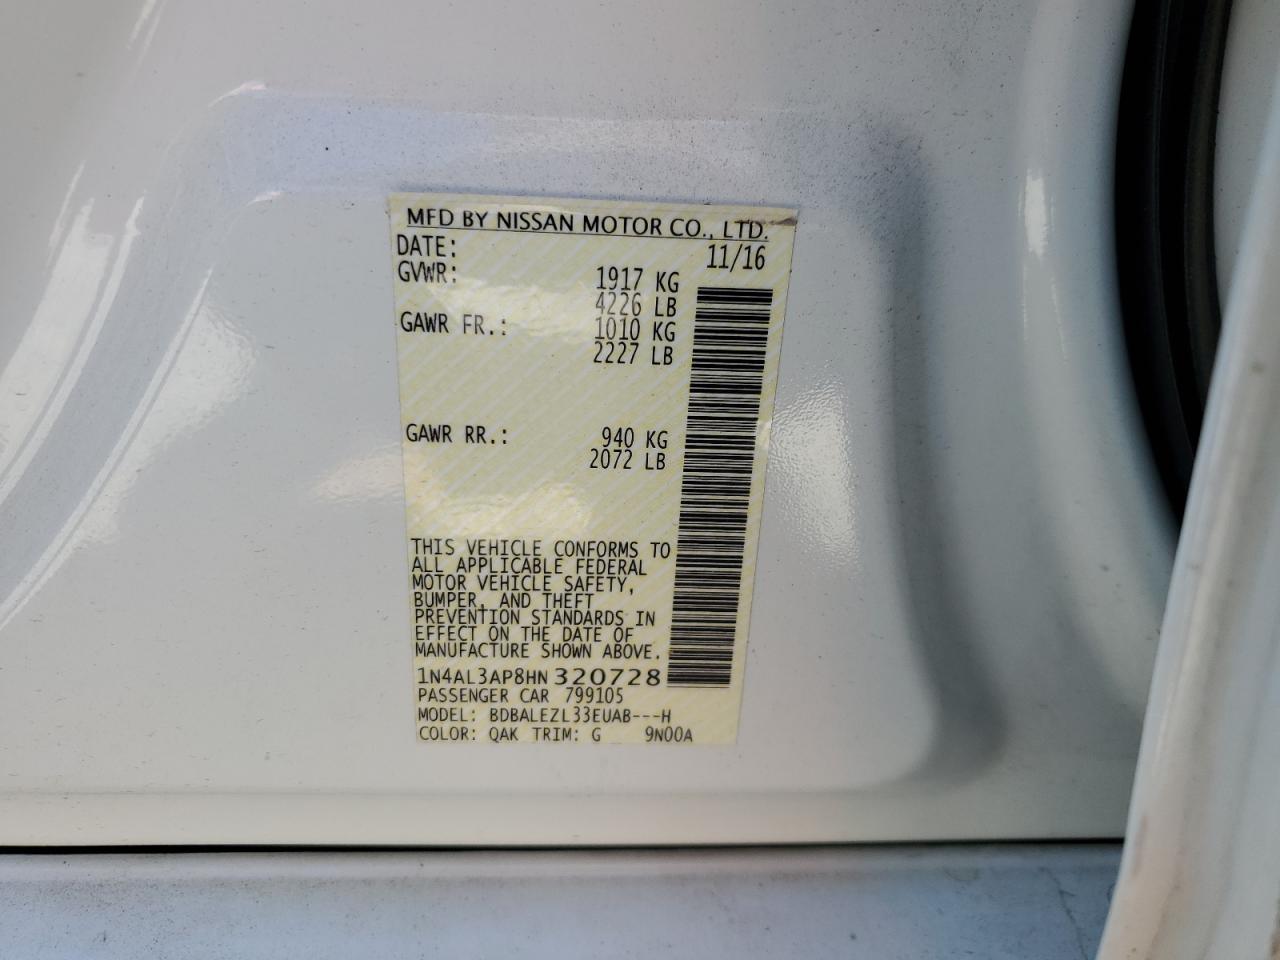 MFD BY NISSAN MOTOR CO., LTD.
DATE: 11/16
GVWR: 1917 KG
4226 LB
GAWR FR.: 1010 KG
2227 LB
GAWR RR.: 940 KG
2072 LB
THIS VEHICLE CONFORMS TO
ALL APPLICABLE FEDERAL
MOTOR VEHICLE SAFETY,
BUMPER, AND THEFT
PREVENTION STANDARDS IN
EFFECT ON THE DATE OF
MANUFACTURE SHOWN ABOVE.
1N4AL3AP8HN 320728
PASSENGER CAR 799105
MODEL: BDBALEZL33EUAB---H
COLOR: QAK TRIM: G 9N00A